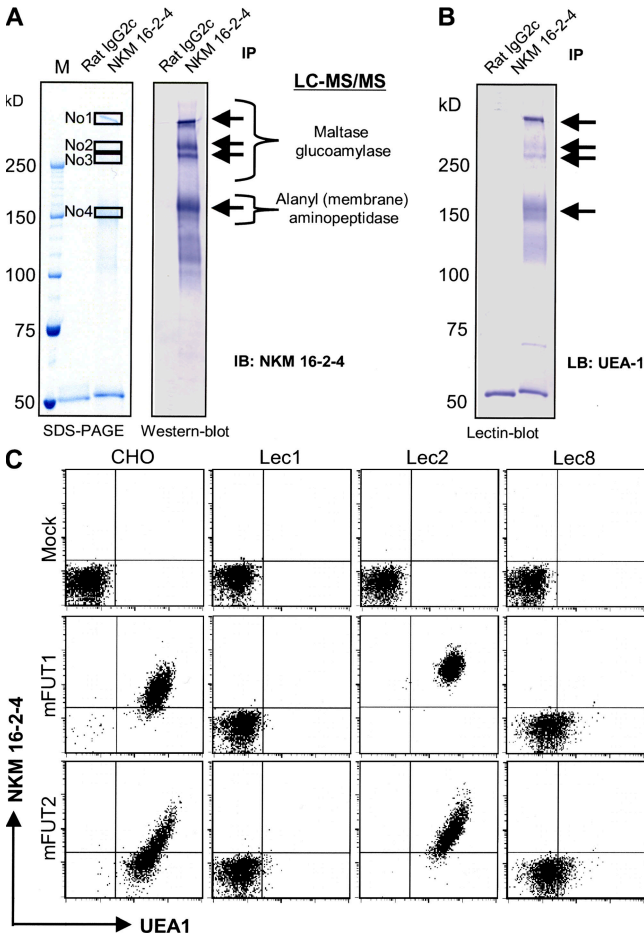 A
Rat IgG2c
NKM 16-2-4
M
Rat IgG2c
NKM 16-2-4
IP
LC-MS/MS
kD
No1
No2
No3
No4
250
150
100
75
50
Maltase
glucoamylase
Alanyl (membrane)
aminopeptidase
IB: NKM 16-2-4
SDS-PAGE
Western-blot
B
Rat IgG2c
NKM 16-2-4
IP
kD
250
150
100
75
50
LB: UEA-1
Lectin-blot
C
CHO
Lec1
Lec2
Lec8
Mock
mFUT1
mFUT2
NKM 16-2-4
UEA1